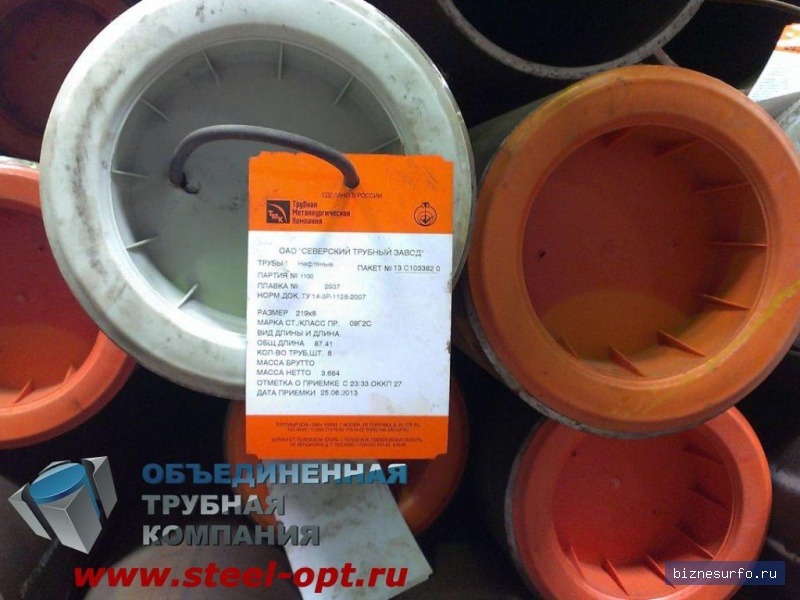 СДЕЛАНО В РОССИИ
ТМК
Трубная
Металлургическая
Компания
ОАО "СЕВЕРСКИЙ ТРУБНЫЙ ЗАВОД"
ТРУБЫ Нефтяные ПАКЕТ № 13 С103382 0
ПАРТИЯ № 1100
ПЛАВКА № 2037
НОРМ.ДОК. ТУ 14-3Р-1128-2007
РАЗМЕР 219х8
МАРКА СТ./КЛАСС ПР. 09Г2С
ВИД ДЛИНЫ И ДЛИНА
ОБЩ.ДЛИНА 87.41
КОЛ-ВО ТРУБ,ШТ. 8
МАССА БРУТТО
МАССА НЕТТО 3.684
ОТМЕТКА О ПРИЕМКЕ С 23:33 ОККП 27
ДАТА ПРИЕМКИ 25.06.2013
ОБЪЕДИНЕННАЯ
ТРУБНАЯ
КОМПАНИЯ
www.steel-opt.ru
biznesurfo.ru